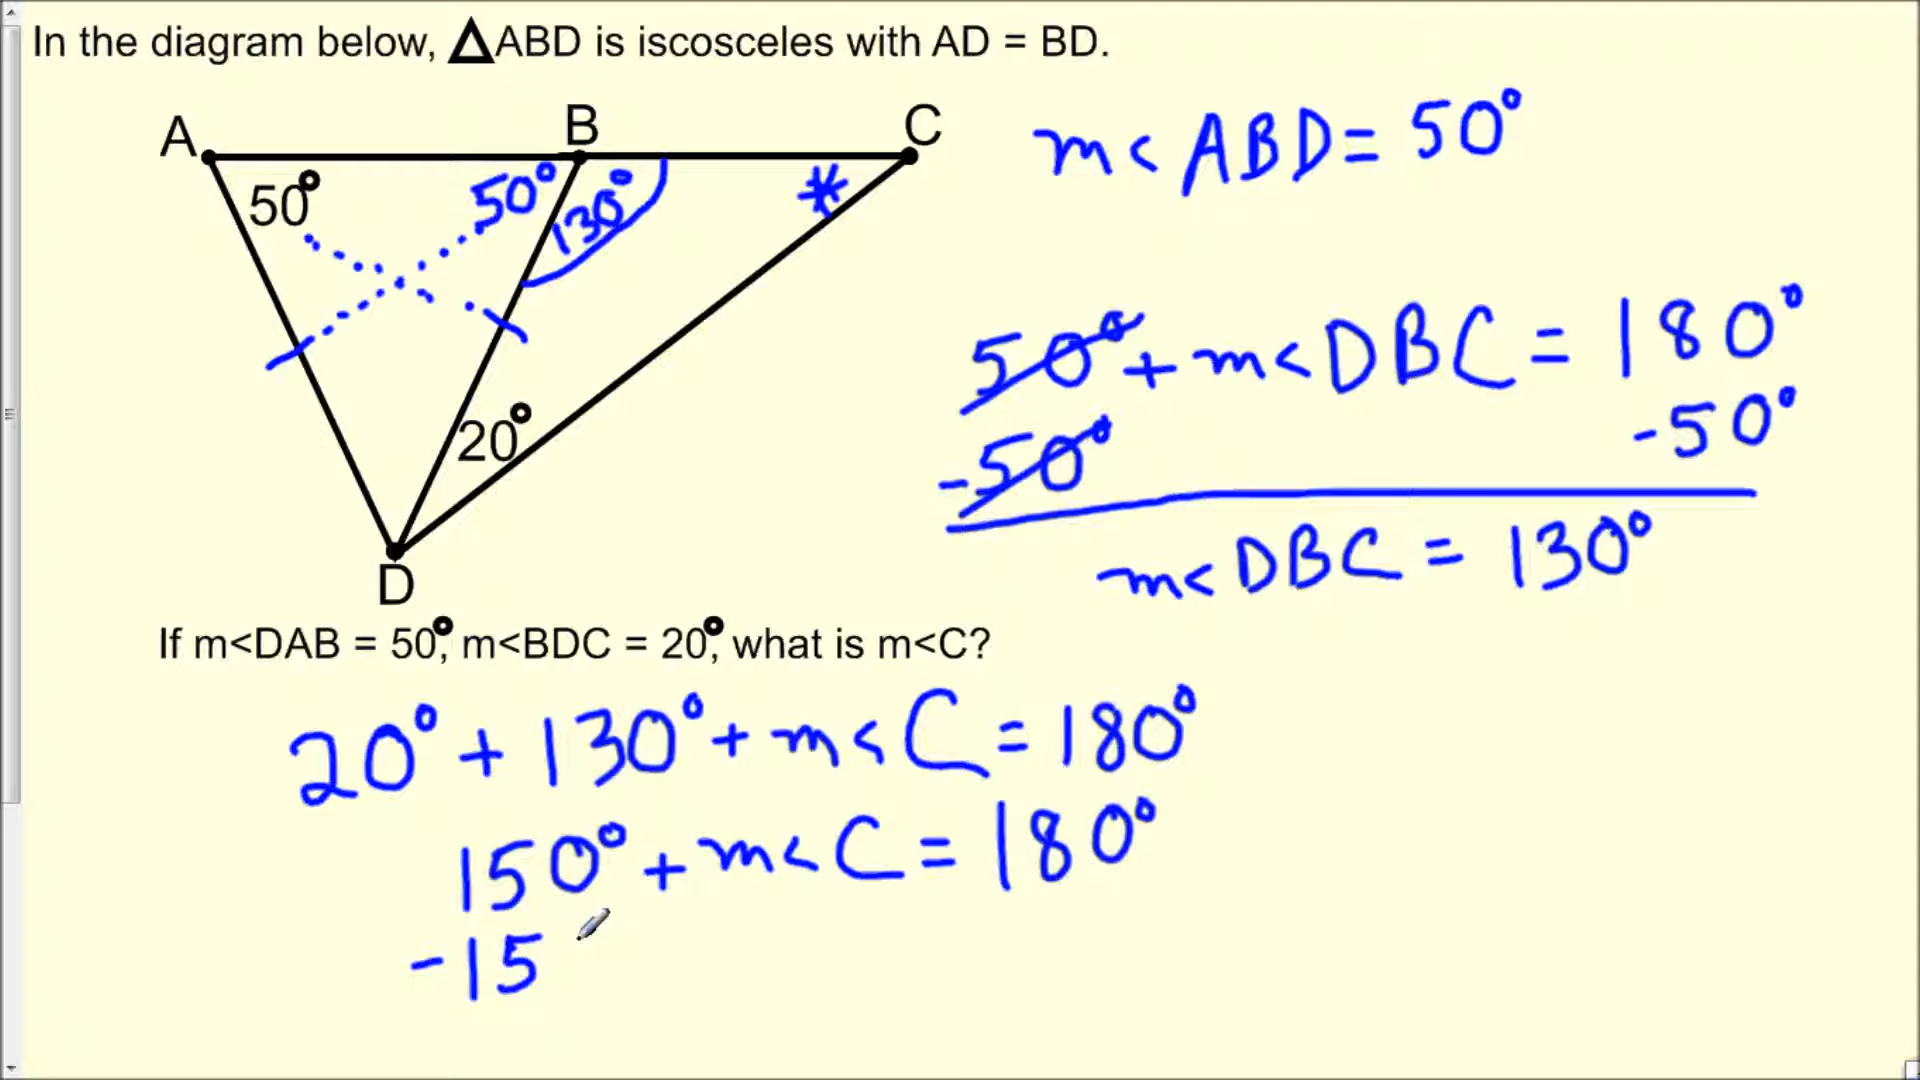 In the diagram below, △ABD is iscosceles with AD = BD.
A
B
C
50°
50°
130°
*
20°
D
m<ABD = 50°
50° + m<DBC = 180°
-50° -50°
m<DBC = 130°
If m<DAB = 50°, m<BDC = 20°, what is m<C?
20° + 130° + m<C = 180°
150° + m<C = 180°
-15